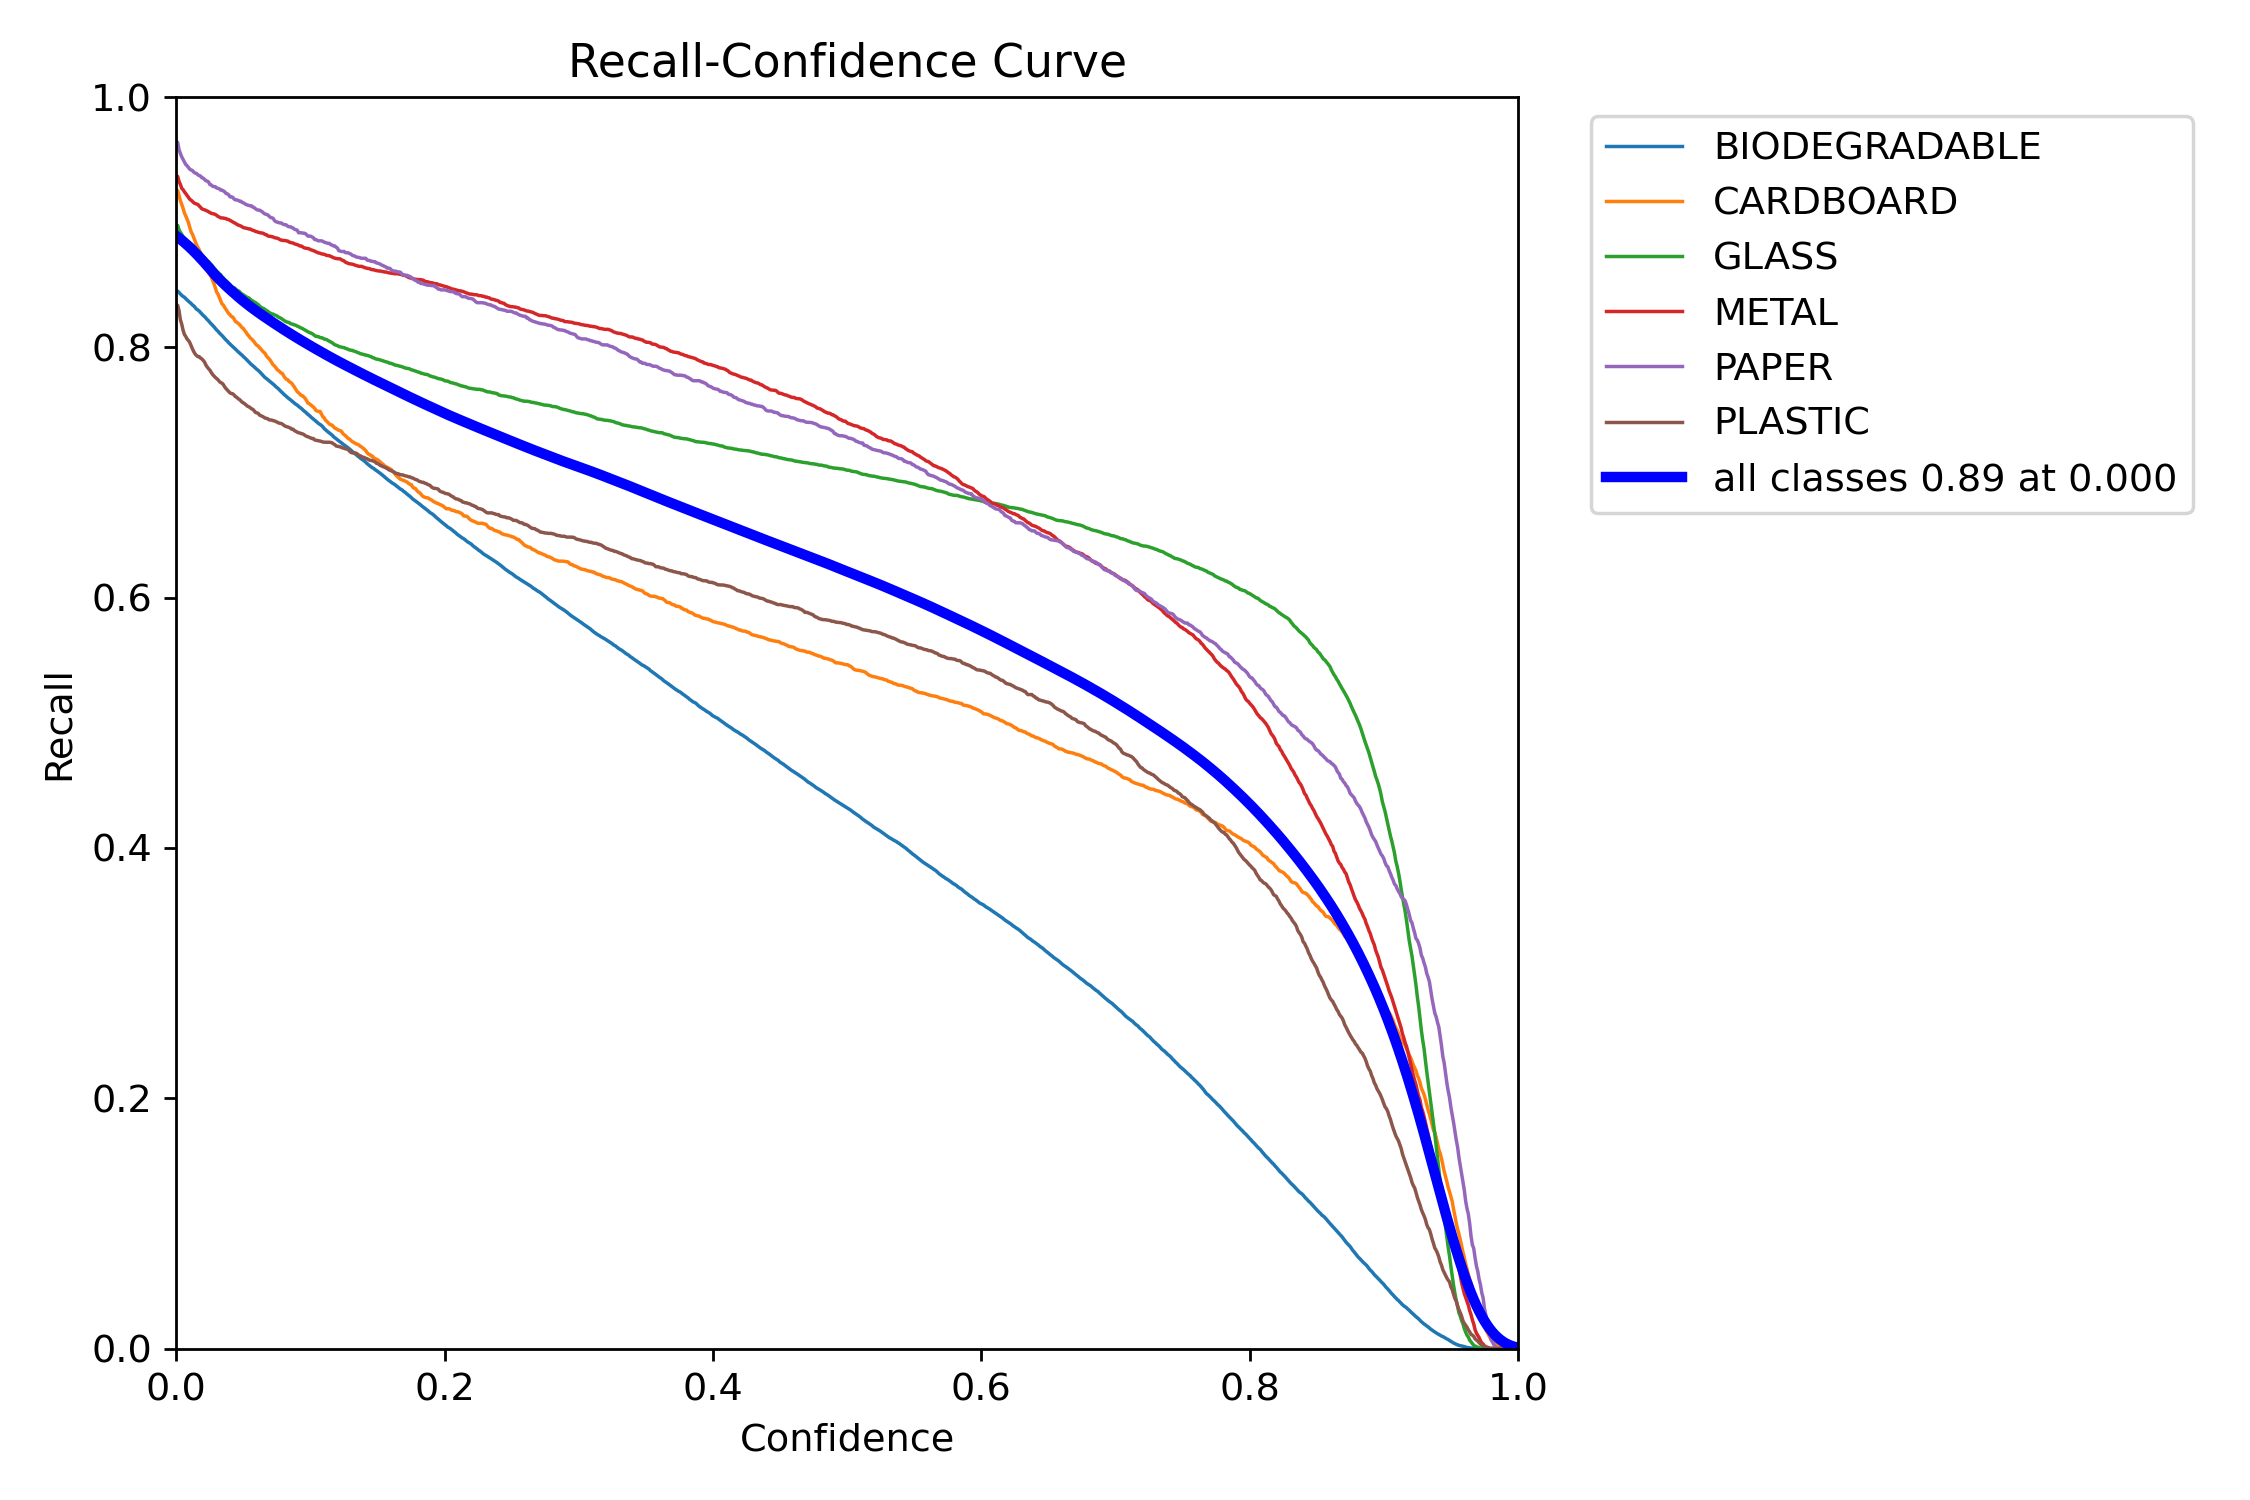 Recall-Confidence Curve
1.0
0.8
0.6
0.4
0.2
0.0
Recall
0.0 0.2 0.4 0.6 0.8 1.0
Confidence
BIODEGRADABLE
CARDBOARD
GLASS
METAL
PAPER
PLASTIC
all classes 0.89 at 0.000